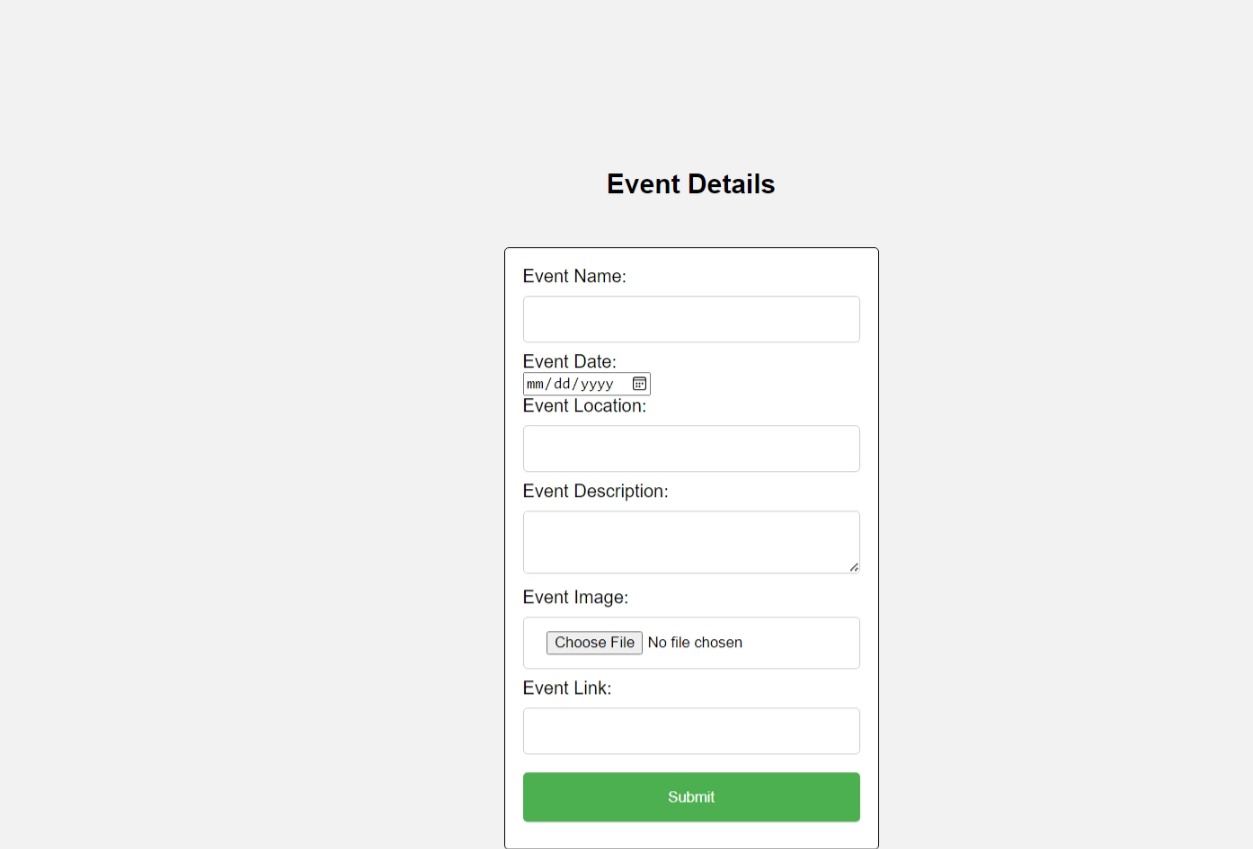 Event Details
Event Name:
Event Date:
mm/dd/yyyy
Event Location:
Event Description:
Event Image:
Choose File No file chosen
Event Link:
Submit